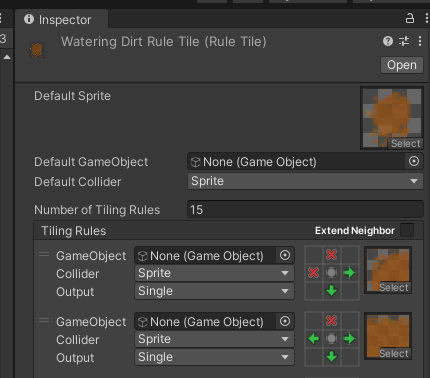 Inspector
3
Watering Dirt Rule Tile (Rule Tile)
Open
Default Sprite
Select
Default GameObject None (Game Object)
Default Collider Sprite
Number of Tiling Rules 15
Tiling Rules Extend Neighbor
GameObject None (Game Object)
Collider Sprite
Output Single
Select
GameObject None (Game Object)
Collider Sprite
Output Single
Select